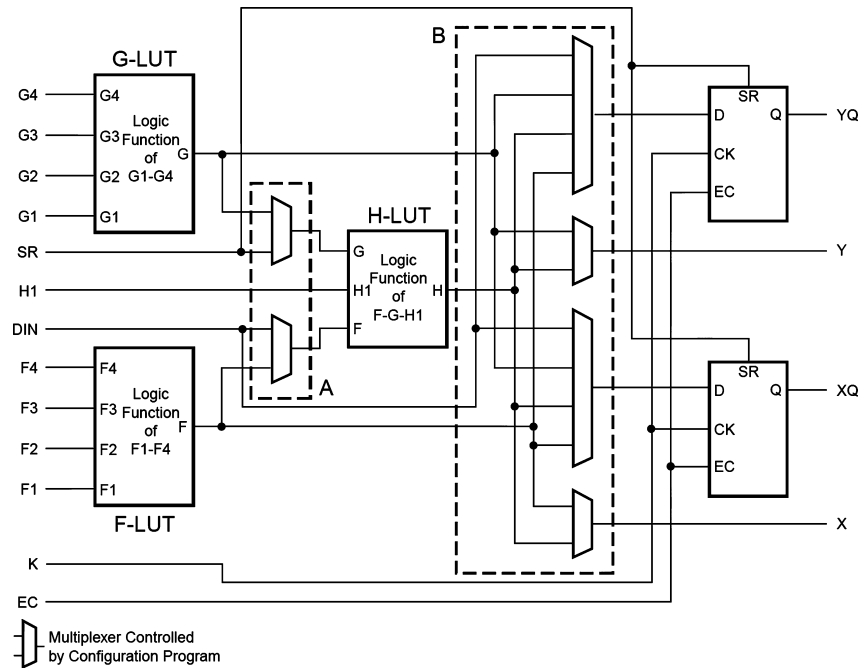 B
G-LUT
G4
G3
G2
G1
G4
G3
G2
G1
Logic
Function
of
G1-G4
G
SR
H1
DIN
H-LUT
G
H1
F
Logic
Function
of
F-G-H1
H
A
F4
F3
F2
F1
F4
F3
F2
F1
Logic
Function
of
F1-F4
F
F-LUT
K
EC
SR
D
Q
CK
EC
YQ
Y
SR
D
Q
CK
EC
XQ
X
Multiplexer Controlled
by Configuration Program